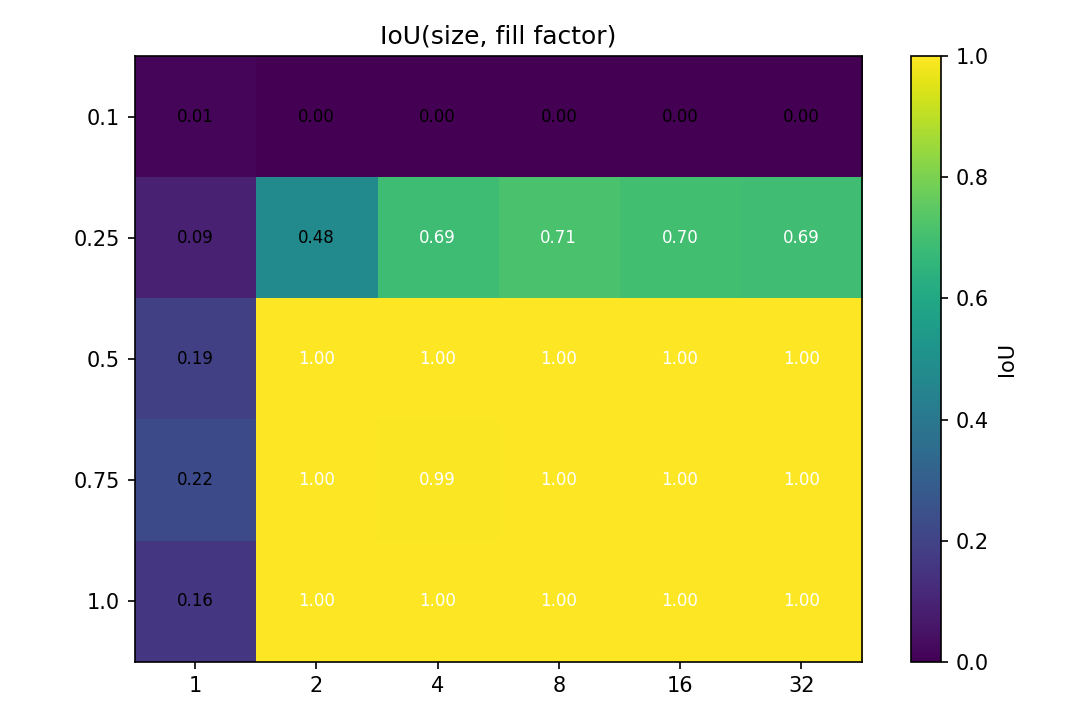 IoU(size, fill factor)
0.1 0.01 0.00 0.00 0.00 0.00 0.00
0.25 0.09 0.48 0.69 0.71 0.70 0.69
0.5 0.19 1.00 1.00 1.00 1.00 1.00
0.75 0.22 1.00 0.99 1.00 1.00 1.00
1.0 0.16 1.00 1.00 1.00 1.00 1.00
1 2 4 8 16 32
1.0
0.8
0.6
0.4
0.2
0.0
IoU